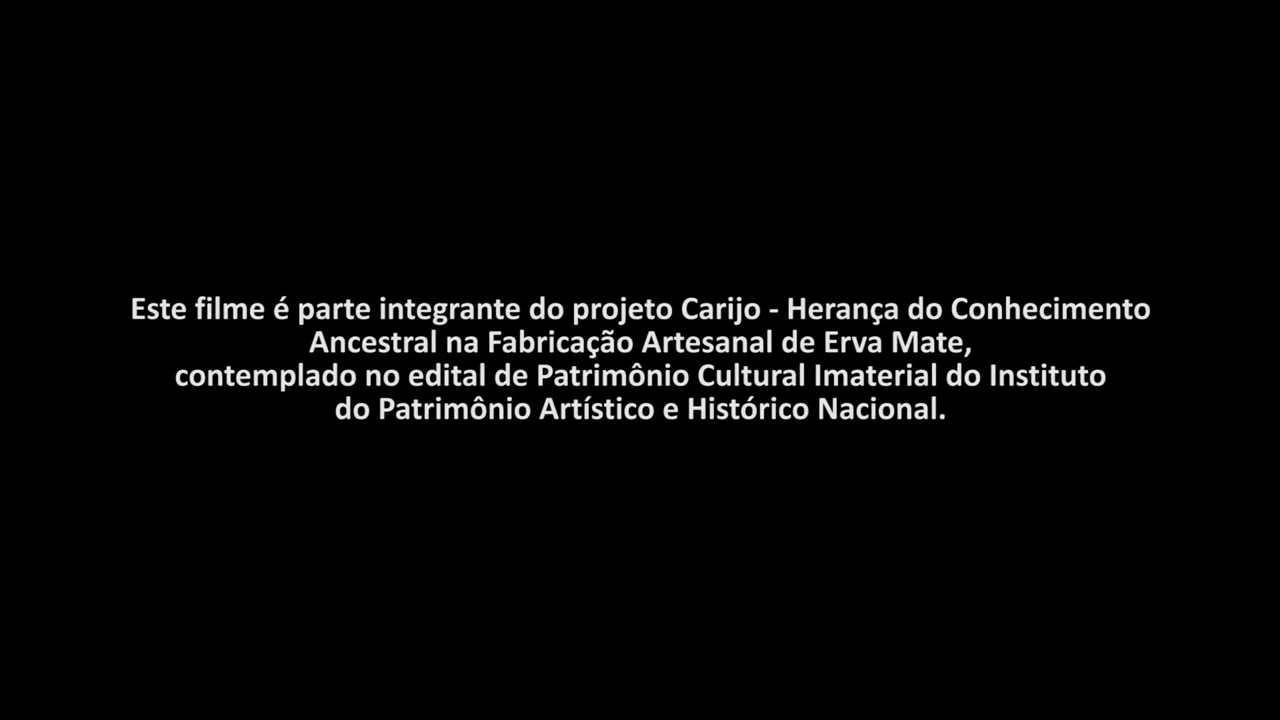 Este filme é parte integrante do projeto Carijo - Herança do Conhecimento
Ancestral na Fabricação Artesanal de Erva Mate,
contemplado no edital de Patrimônio Cultural Imaterial do Instituto
do Patrimônio Artístico e Histórico Nacional.